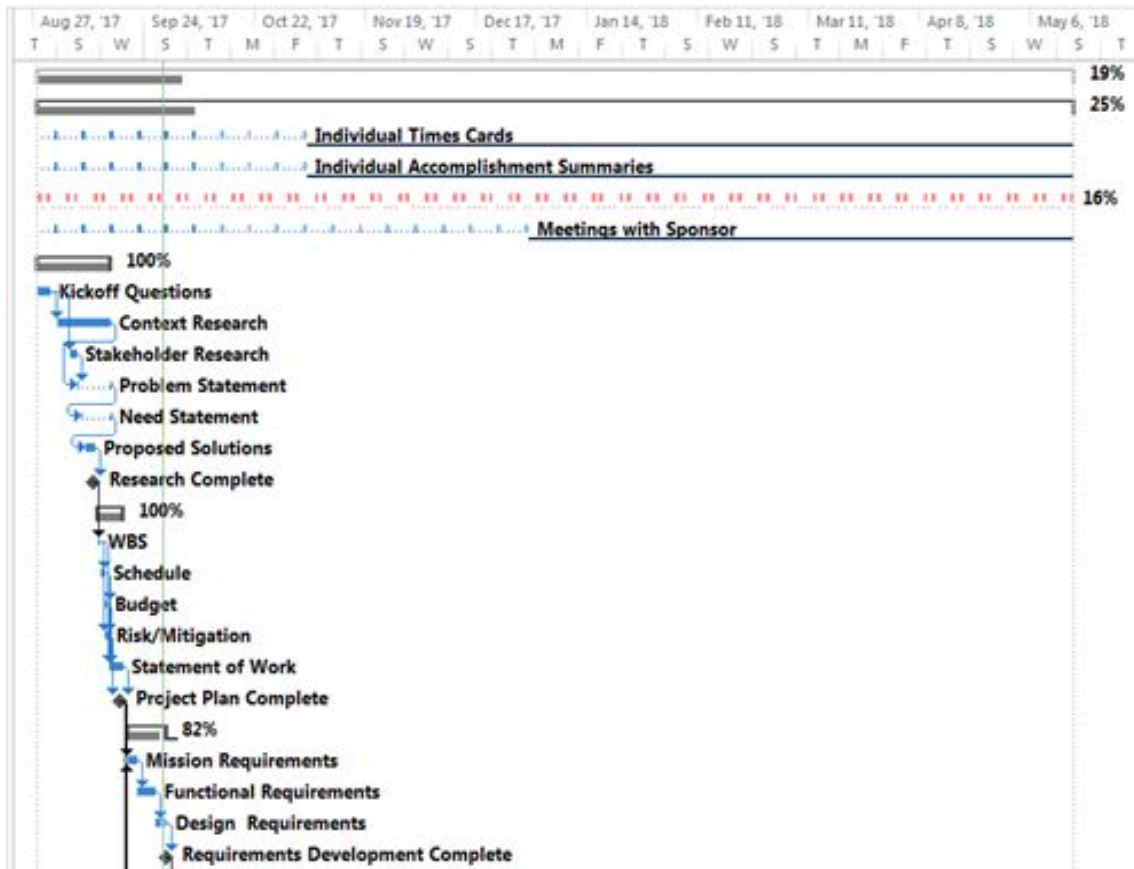 Aug 27, '17 Sep 24, '17 Oct 22, '17 Nov 19, '17 Dec 17, '17 Jan 14, '18 Feb 11, '18 Mar 11, '18 Apr 8, '18 May 6, '18
T S W S T M F T S W S T M F T S W S T M F T S W S T
19%
25%
Individual Times Cards
Individual Accomplishment Summaries
16%
Meetings with Sponsor
100%
Kickoff Questions
Context Research
Stakeholder Research
Problem Statement
Need Statement
Proposed Solutions
Research Complete
100%
WBS
Schedule
Budget
Risk/Mitigation
Statement of Work
Project Plan Complete
82%
Mission Requirements
Functional Requirements
Design Requirements
Requirements Development Complete